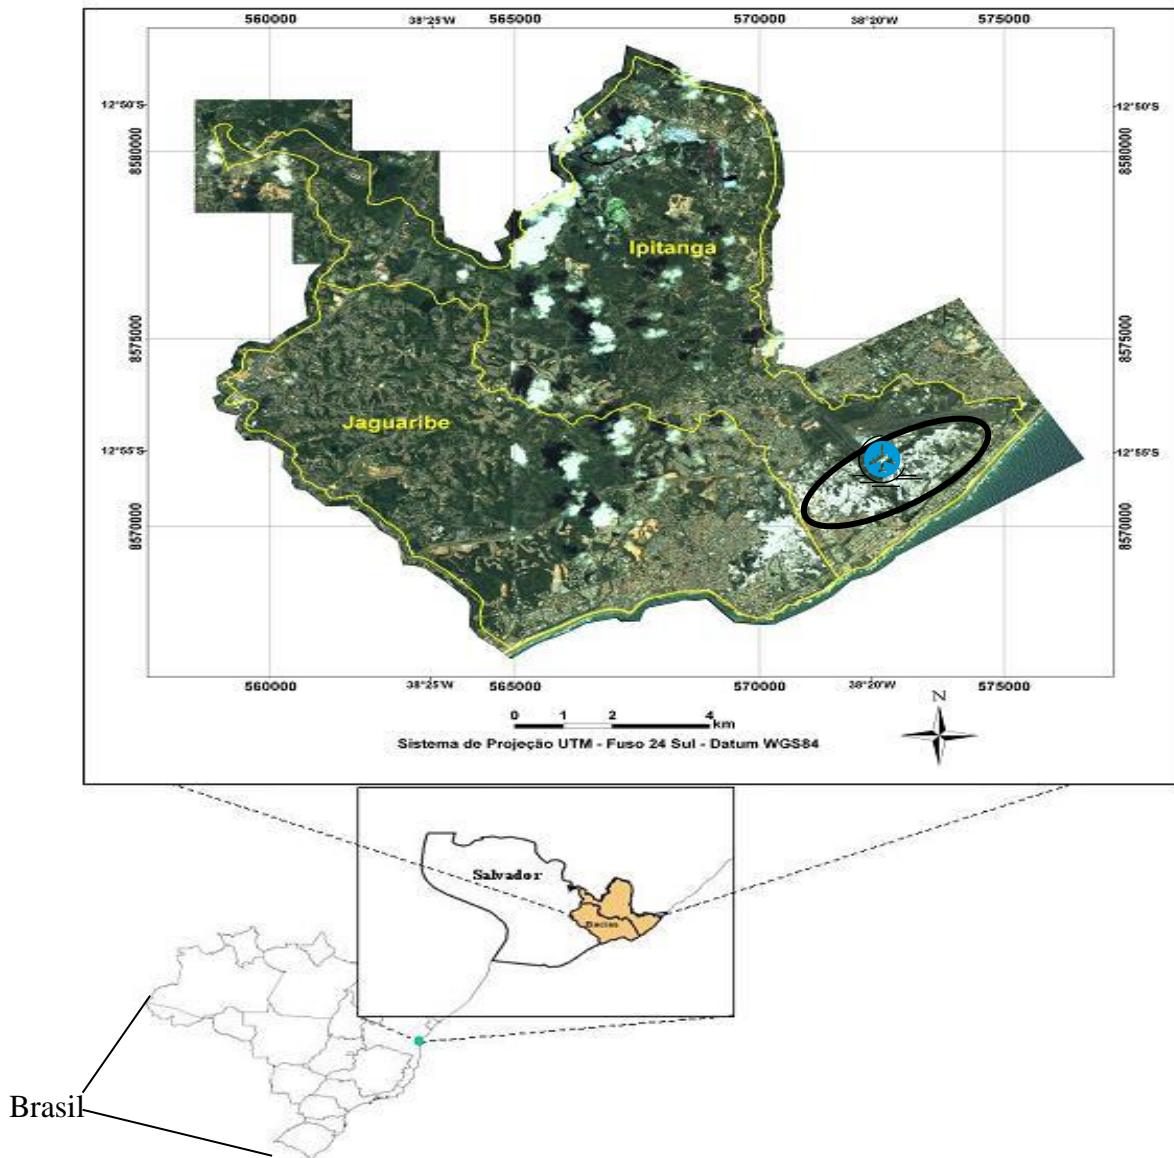 560000 38°25'W 565000 570000 38°20'W 575000
12°50'S 12°50'S
8580000 8580000
Ipitanga
8575000 8575000
Jaguaribe
12°55'S 12°55'S
8570000 8570000
560000 38°25'W 565000 570000 38°20'W 575000
0 1 2 4 km
N
Sistema de Projeção UTM - Fuso 24 Sul - Datum WGS84
Salvador
Bacias
Brasil